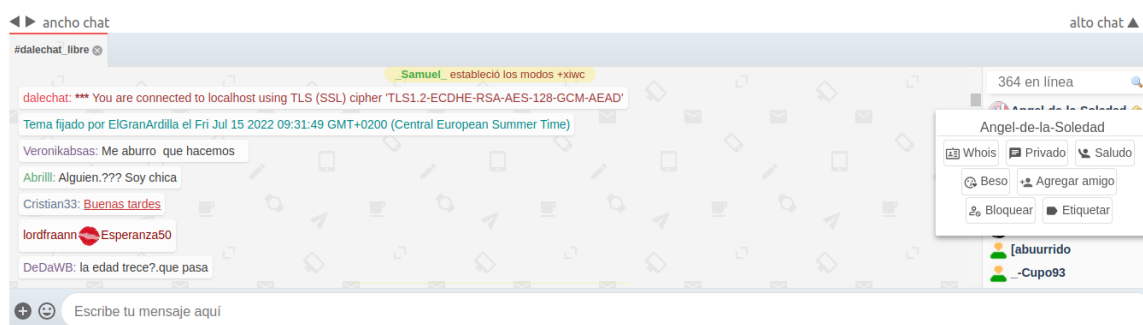 ancho chat
alto chat
#dalechat_libre
_Samuel_ estableció los modos +xiwc
364 en línea
dalechat: *** You are connected to localhost using TLS (SSL) cipher 'TLS1.2-ECDHE-RSA-AES-128-GCM-AEAD'
Angel-de-la-Soledad
Tema fijado por ElGranArdilla el Fri Jul 15 2022 09:31:49 GMT+0200 (Central European Summer Time)
Angel-de-la-Soledad
Veronikabsas: Me aburro que hacemos
Whois Privado Saludo
Abrilll: Alguien.??? Soy chica
Beso Agregar amigo
Cristian33: Buenas tardes
Bloquear Etiquetar
lordfraann Esperanza50
[abuurrido
DeDaWB: la edad trece?.que pasa
_-Cupo93
Escribe tu mensaje aquí